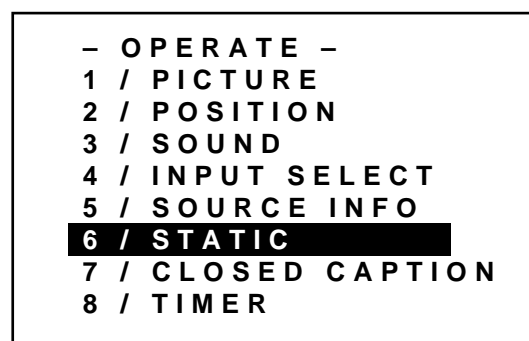 – OPERATE –
1 / PICTURE
2 / POSITION
3 / SOUND
4 / INPUT SELECT
5 / SOURCE INFO
6 / STATIC
7 / CLOSED CAPTION
8 / TIMER